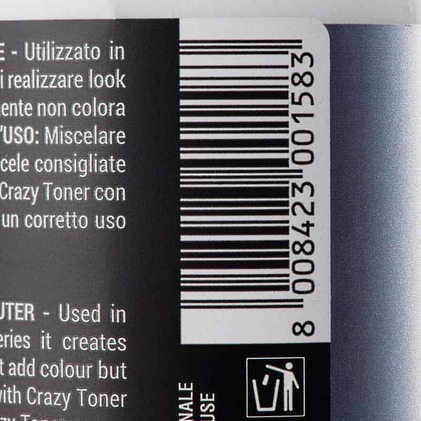 E - Utilizzato in
i realizzare look
ente non colora
'USO: Miscelare
cele consigliate
Crazy Toner con
un corretto uso
UTER - Used in
eries it creates
t add colour but
with Crazy Toner
8 008423 001583
NALE
USE